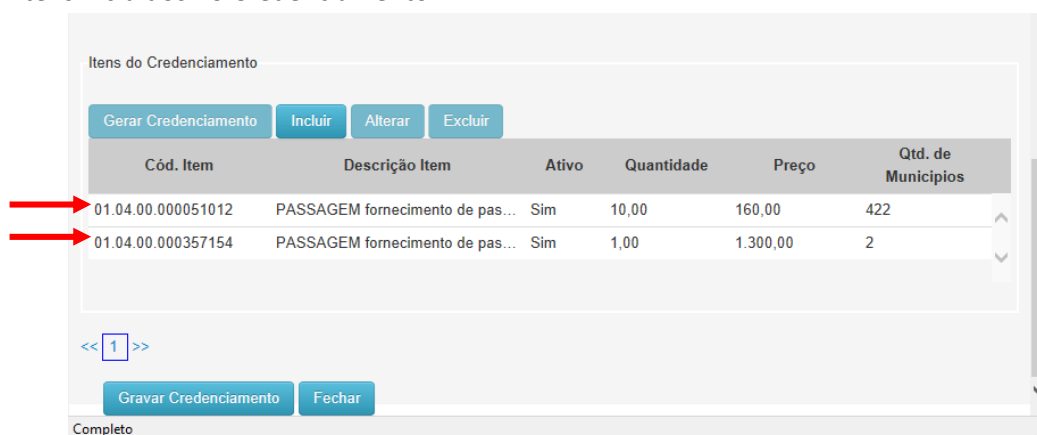 Itens do Credenciamento
Gerar Credenciamento Incluir Alterar Excluir
Cód. Item Descrição Item Ativo Quantidade Preço Qtd. de Municipios
01.04.00.000051012 PASSAGEM fornecimento de pas... Sim 10,00 160,00 422
01.04.00.000357154 PASSAGEM fornecimento de pas... Sim 1,00 1.300,00 2
<< 1 >>
Gravar Credenciamento Fechar
Completo